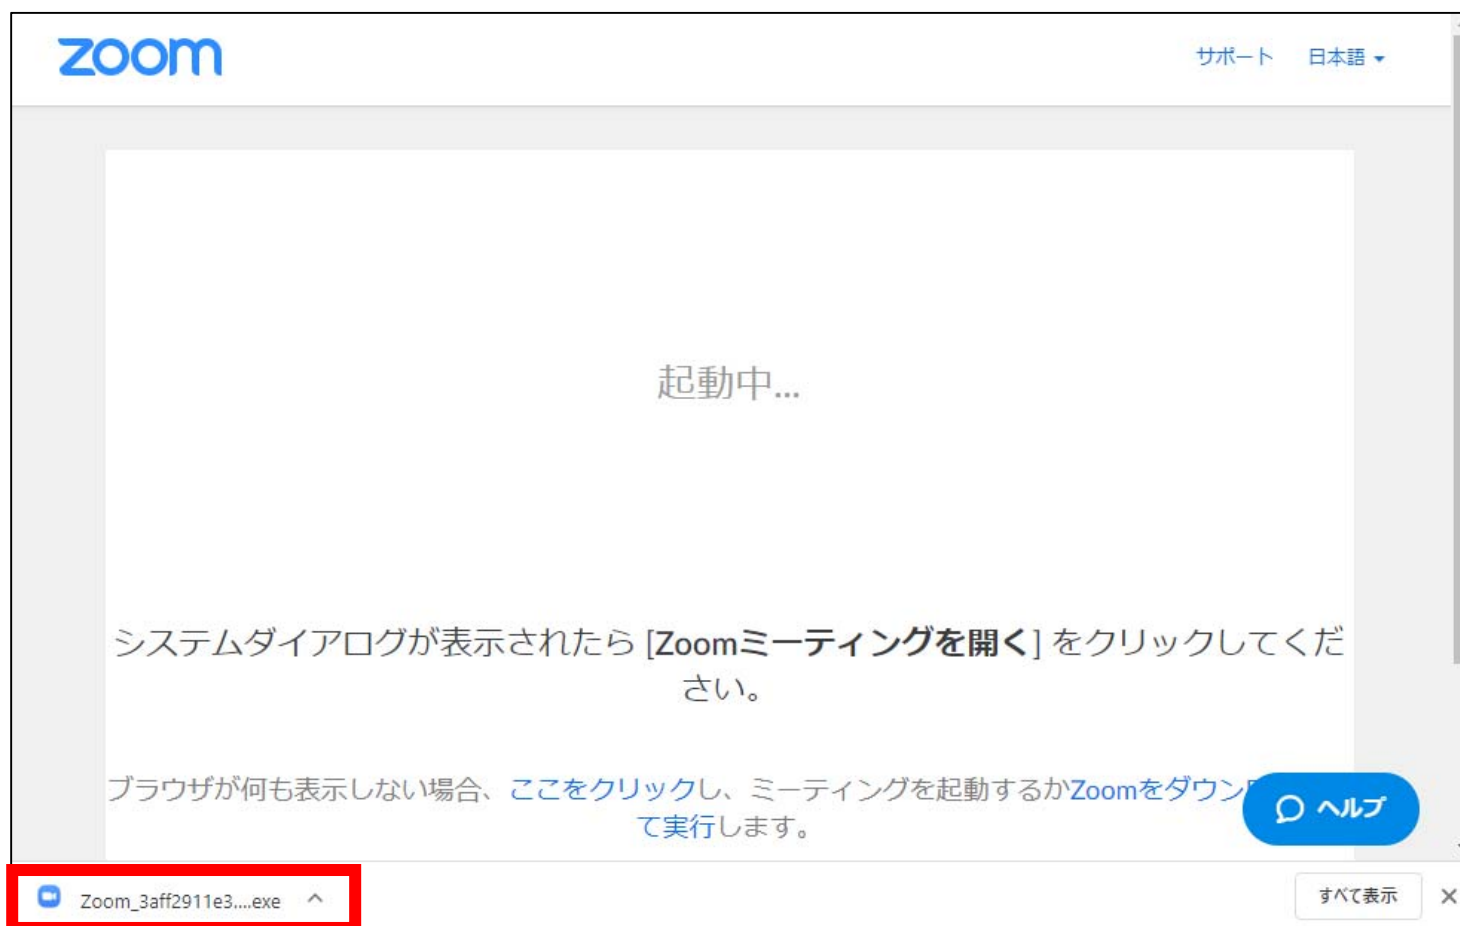 zoom
サポート 日本語
起動中...
システムダイアログが表示されたら [Zoomミーティングを開く] をクリックしてくだ
さい。
ブラウザが何も表示しない場合、ここをクリックし、ミーティングを起動するかZoomをダウン
て実行します。
ヘルプ
Zoom_3aff2911e3....exe
すべて表示